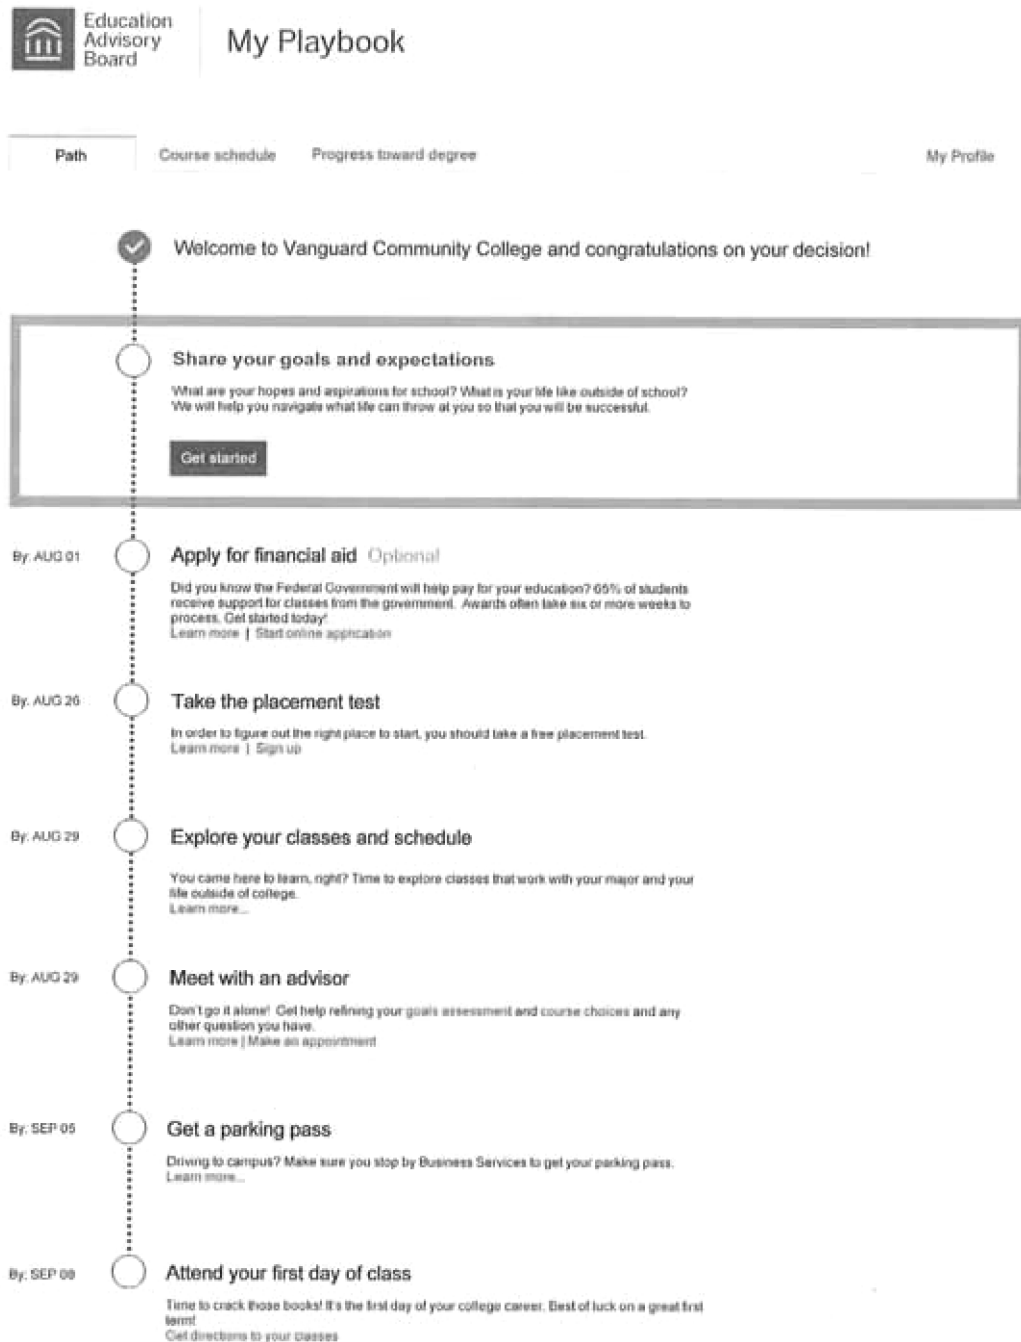 Education
Advisory
Board
My Playbook
Path
Course schedule
Progress toward degree
My Profile
Welcome to Vanguard Community College and congratulations on your decision!
Share your goals and expectations
What are your hopes and aspirations for school? What is your life like outside of school?
We will help you navigate what life can throw at you so that you will be successful.
Get started
By: AUG 01
Apply for financial aid Optional
Did you know the Federal Government will help pay for your education? 65% of students
receive support for classes from the government. Awards often take six or more weeks to
process. Get started today!
Learn more | Start online application
By: AUG 26
Take the placement test
In order to figure out the right place to start, you should take a free placement test.
Learn more | Sign up
By: AUG 29
Explore your classes and schedule
You came here to learn, right? Time to explore classes that work with your major and your
life outside of college.
Learn more...
By: AUG 29
Meet with an advisor
Don't go it alone! Get help refining your goals assessment and course choices and any
other question you have.
Learn more | Make an appointment
By: SEP 05
Get a parking pass
Driving to campus? Make sure you stop by Business Services to get your parking pass.
Learn more...
By: SEP
Attend your first day of class
Time to crack those books! It's the first day of your college career. Best of luck on a great first
term!
Get directions to your classes